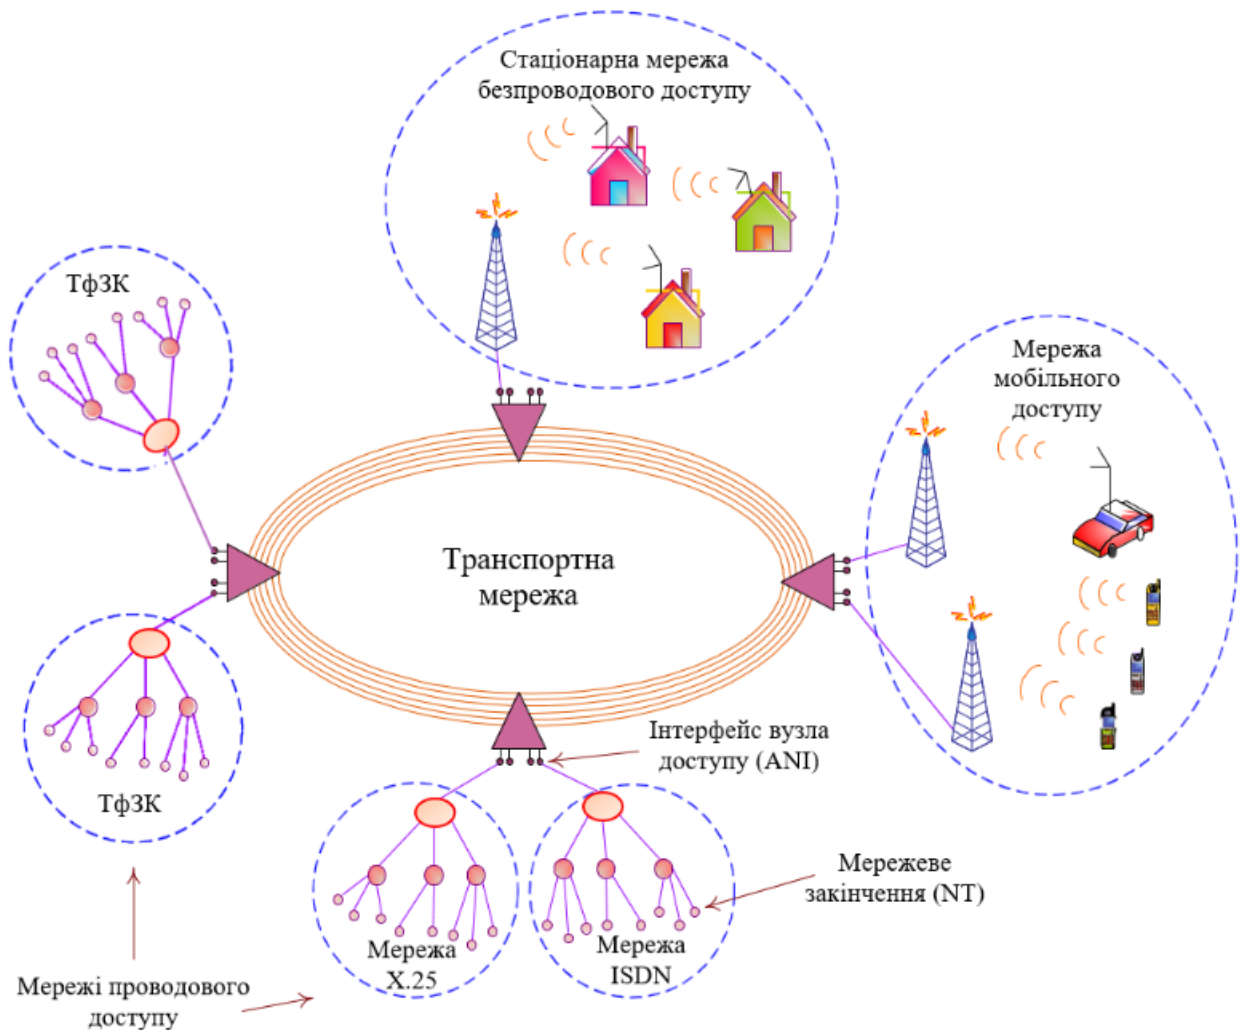 Стаціонарна мережа
безпроводового доступу
ТфЗК
Мережа
мобільного
доступу
Транспортна
мережа
ТфЗК
Інтерфейс вузла
доступу (ANI)
Мережеве
закінчення (NT)
Мережа
X.25
Мережа
ISDN
Мережі проводового
доступу